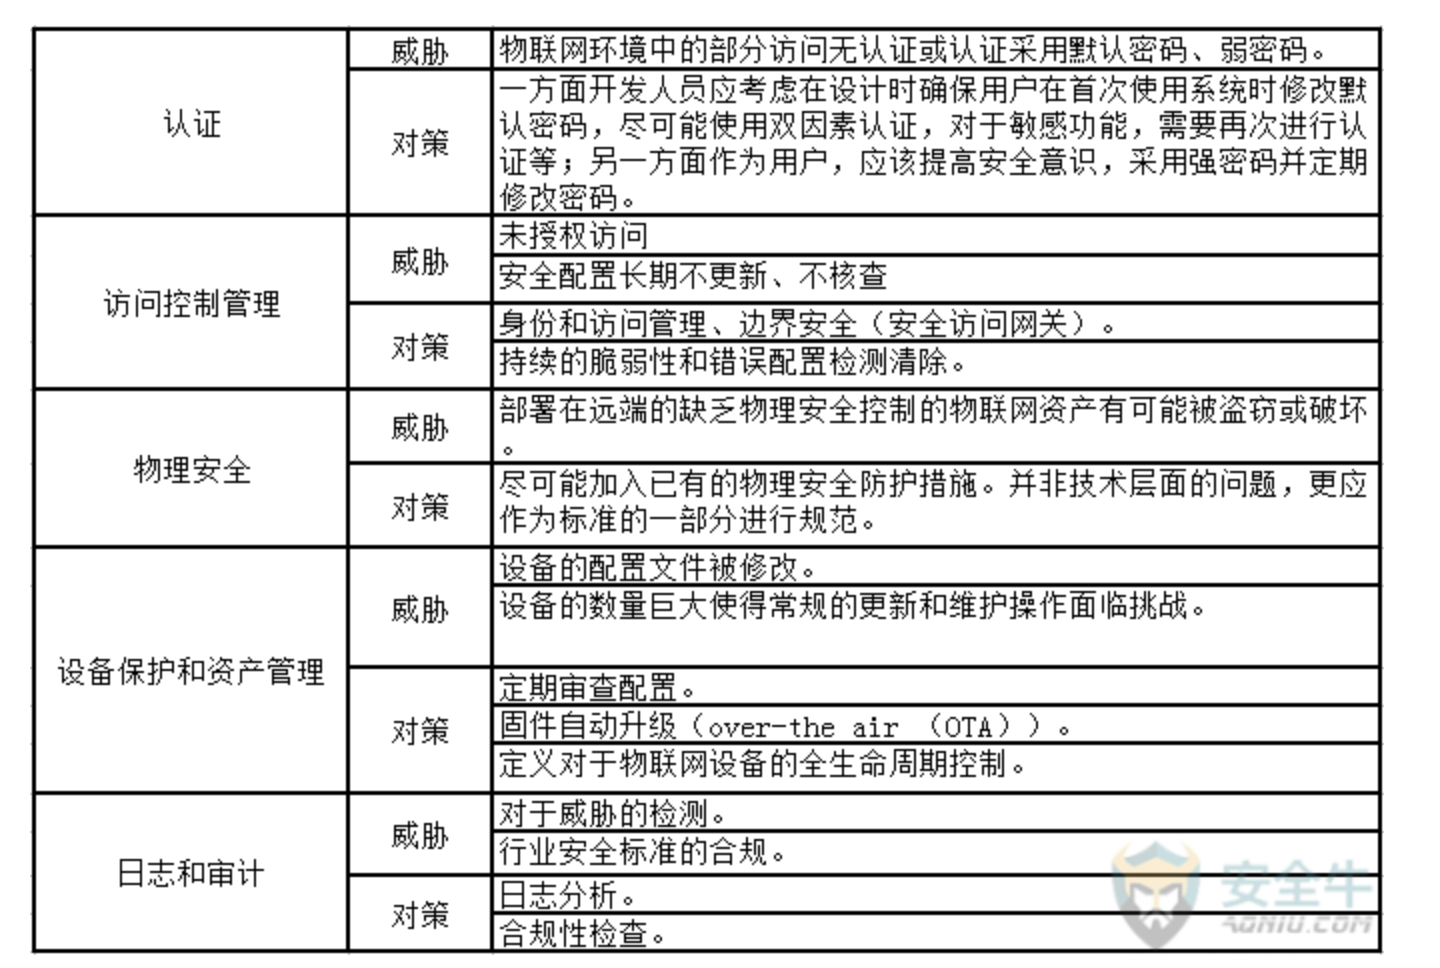 认证
威胁
物联网环境中的部分访问无认证或认证采用默认密码、弱密码。
对策
一方面开发人员应考虑在设计时确保用户在首次使用系统时修改默
认密码，尽可能使用双因素认证，对于敏感功能，需要再次进行认
证等；另一方面作为用户，应该提高安全意识，采用强密码并定期
修改密码。
访问控制管理
威胁
未授权访问
安全配置长期不更新、不核查
对策
身份和访问管理、边界安全（安全访问网关）。
持续的脆弱性和错误配置检测清除。
物理安全
威胁
部署在远端的缺乏物理安全控制的物联网资产有可能被盗窃或破坏
。
对策
尽可能加入已有的物理安全防护措施。并非技术层面的问题，更应
作为标准的一部分进行规范。
设备保护和资产管理
威胁
设备的配置文件被修改。
设备的数量巨大使得常规的更新和维护操作面临挑战。
对策
定期审查配置。
固件自动升级（over-the air （OTA））。
定义对于物联网设备的全生命周期控制。
日志和审计
威胁
对于威胁的检测。
行业安全标准的合规。
对策
日志分析。
合规性检查。
安全牛
AQNIU.COM